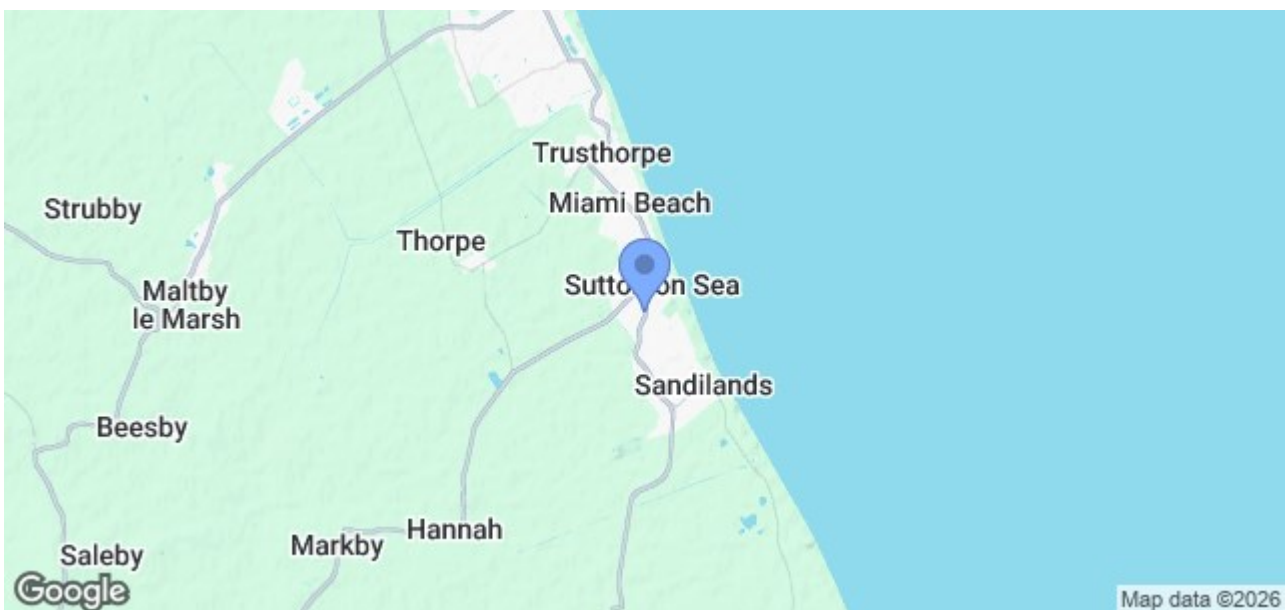 Trusthorpe
Strubby
Miami Beach
Thorpe
Sutton on Sea
Maltby
le Marsh
Sandilands
Beesby
Hannah
Markby
Saleby
Google
Map data ©2026